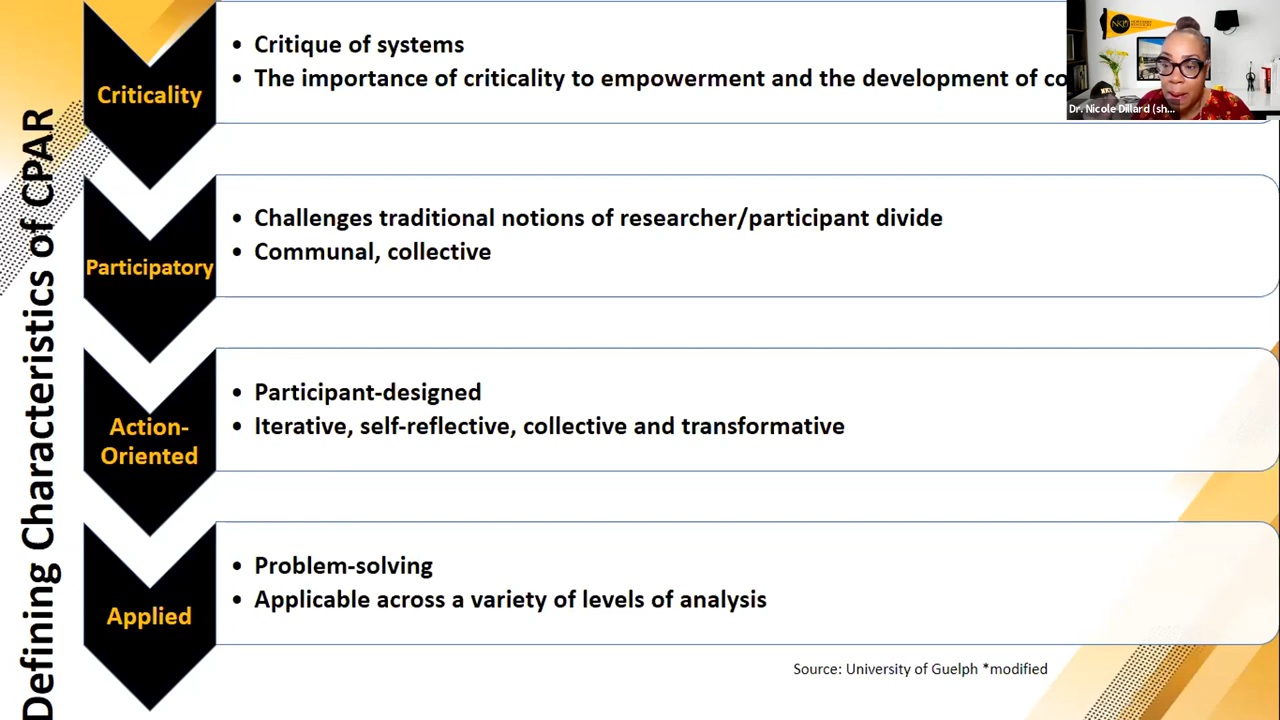 Defining Characteristics of CPAR
Criticality
• Critique of systems
• The importance of criticality to empowerment and the development of
Participatory
• Challenges traditional notions of researcher/participant divide
• Communal, collective
Action-
Oriented
• Participant-designed
• Iterative, self-reflective, collective and transformative
Applied
• Problem-solving
• Applicable across a variety of levels of analysis
Source: University of Guelph *modified
NKU
Dr. Nicole Dillard (sh...